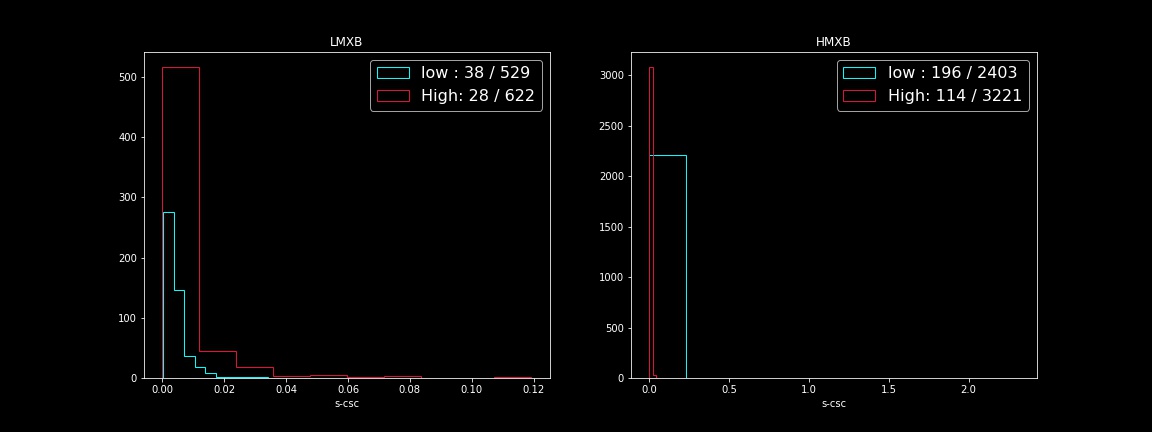 LMXB
low : 38 / 529
High: 28 / 622
500
400
300
200
100
0
0.00 0.02 0.04 0.06 0.08 0.10 0.12
s-csc
HMXB
low : 196 / 2403
High: 114 / 3221
3000
2500
2000
1500
1000
500
0
0.0 0.5 1.0 1.5 2.0
s-csc